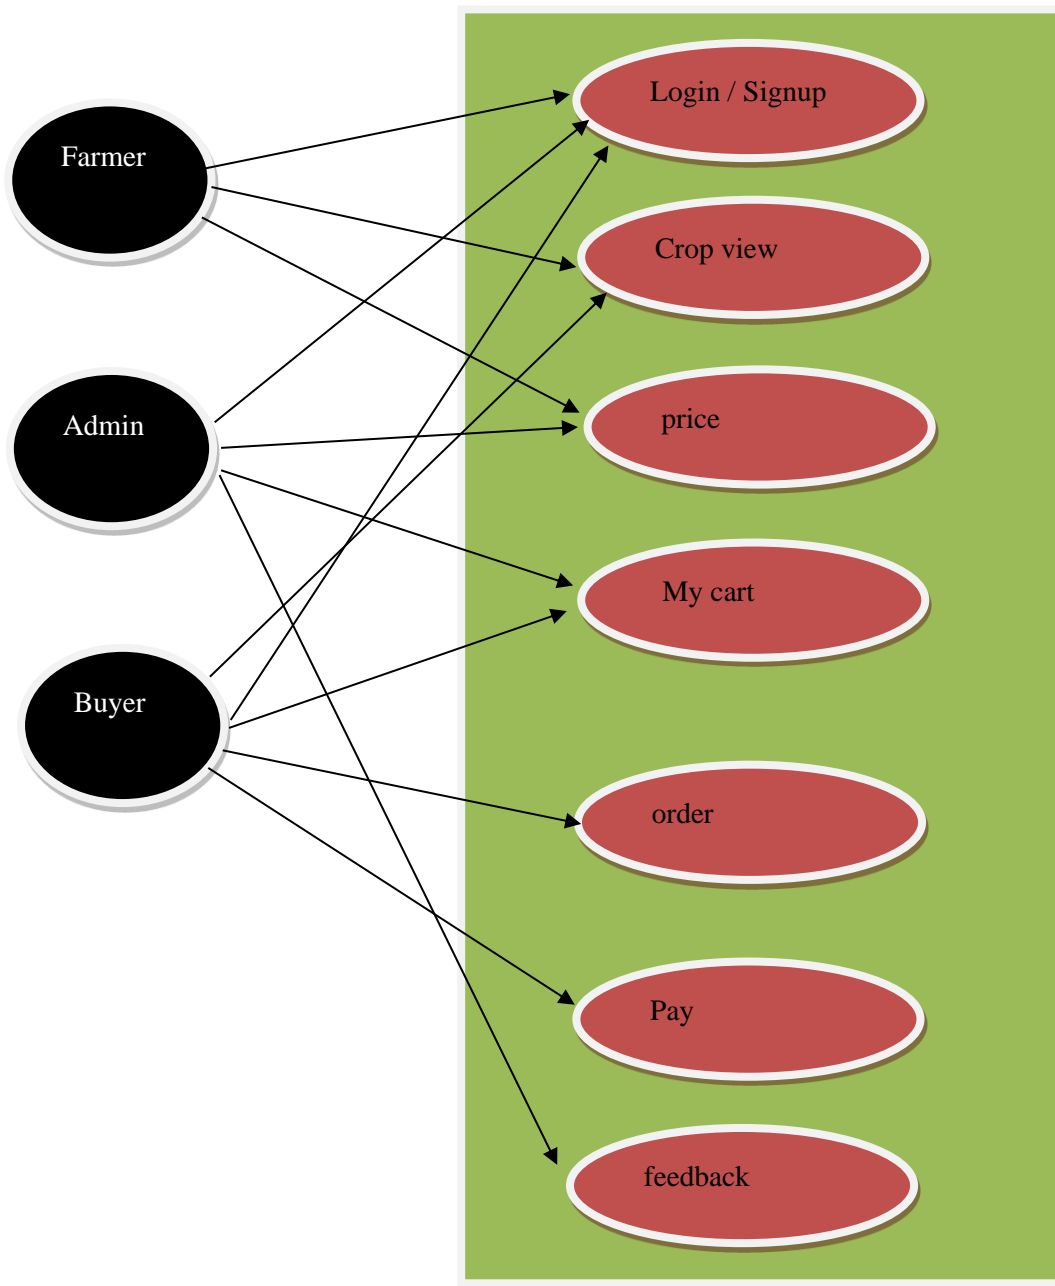 Farmer
Admin
Buyer
Login / Signup
Crop view
price
My cart
order
Pay
feedback